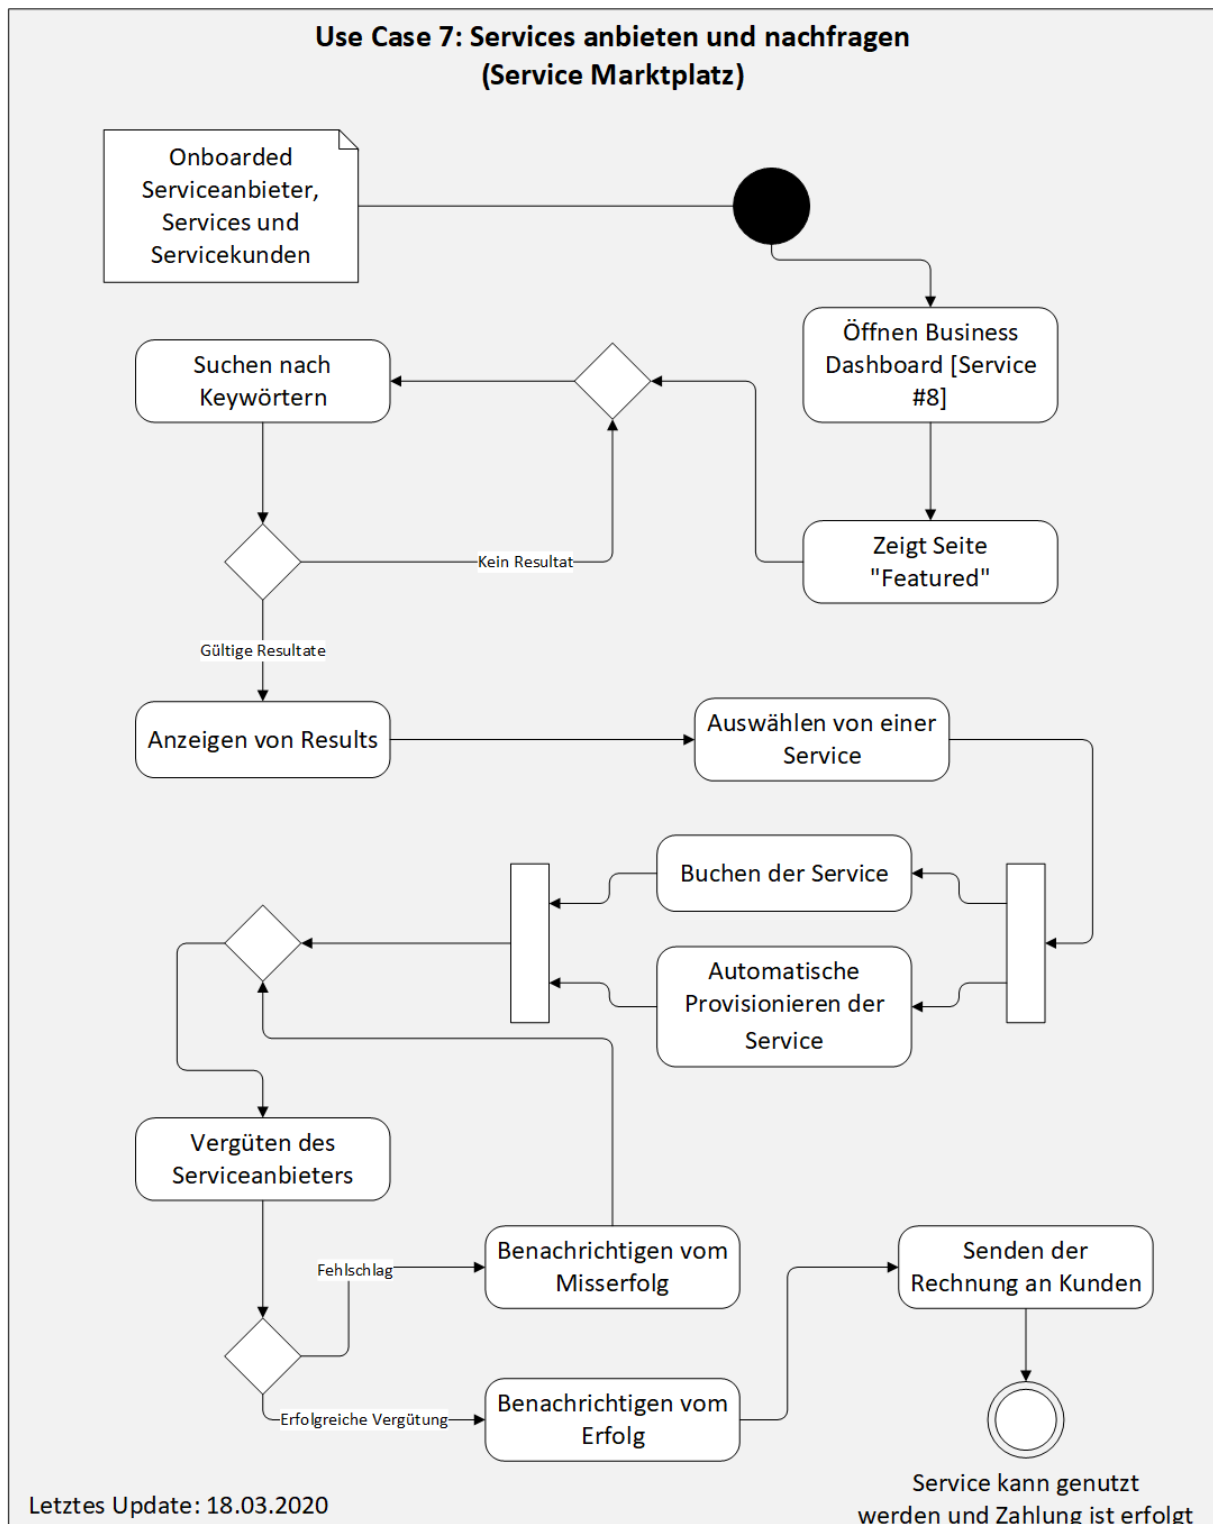 Use Case 7: Services anbieten und nachfragen
(Service Marktplatz)
Onboarded
Serviceanbieter,
Services und
Servicekunden
Öffnen Business
Dashboard [Service
#8]
Suchen nach
Keywörtern
Zeigt Seite
"Featured"
Kein Resultat
Gültige Resultate
Anzeigen von Results
Auswählen von einer
Service
Buchen der Service
Automatische
Provisionieren der
Service
Vergüten des
Serviceanbieters
Fehlschlag
Benachrichtigen vom
Misserfolg
Senden der
Rechnung an Kunden
Erfolgreiche Vergütung
Benachrichtigen vom
Erfolg
Service kann genutzt
werden und Zahlung ist erfolgt
Letztes Update: 18.03.2020